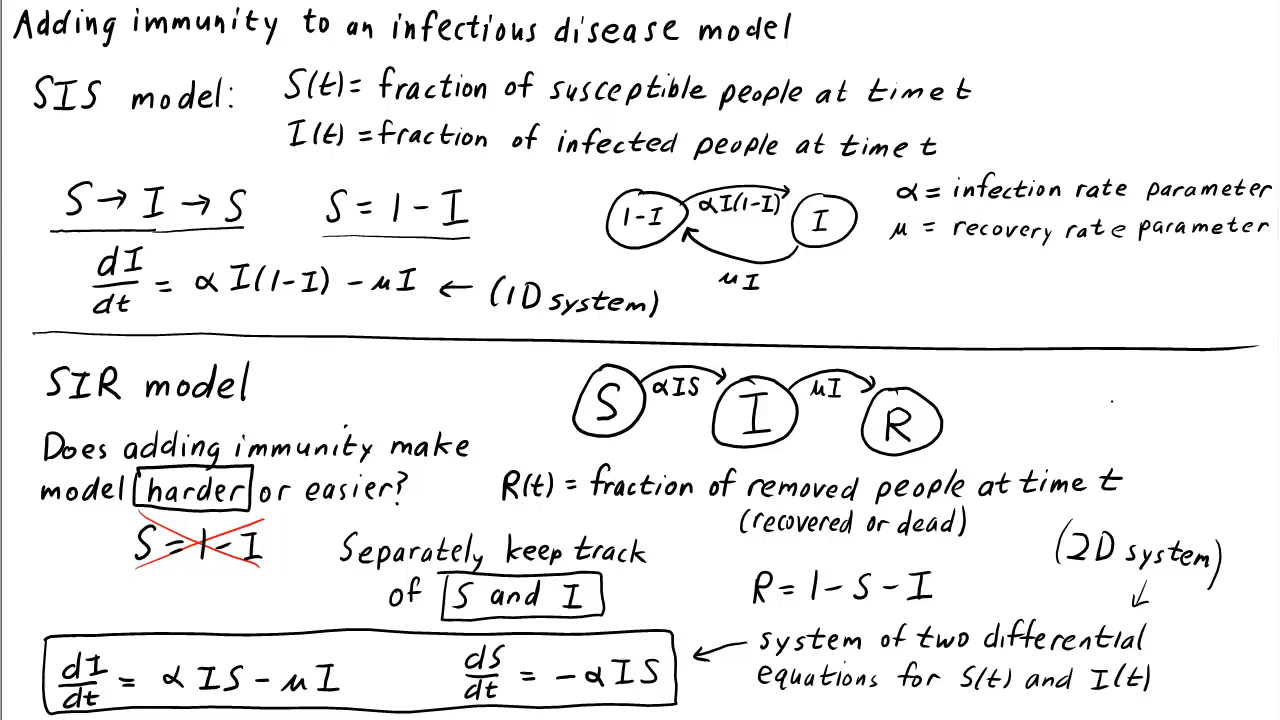 Adding immunity to an infectious disease model
SIS model: S(t) = fraction of susceptible people at time t
I(t) = fraction of infected people at time t
S → I → S S = 1 - I
1-I αI(1-I) I
μI
α = infection rate parameter
μ = recovery rate parameter
dI/dt = αI(1-I) - μI ← (1D system)
SIR model
S αIS I μI R
Does adding immunity make
model harder or easier?
R(t) = fraction of removed people at time t
(recovered or dead)
S = 1 - I
Separately keep track
of S and I
R = 1 - S - I
(2D system)
dI/dt = αIS - μI dS/dt = -αIS
← system of two differential
equations for S(t) and I(t)